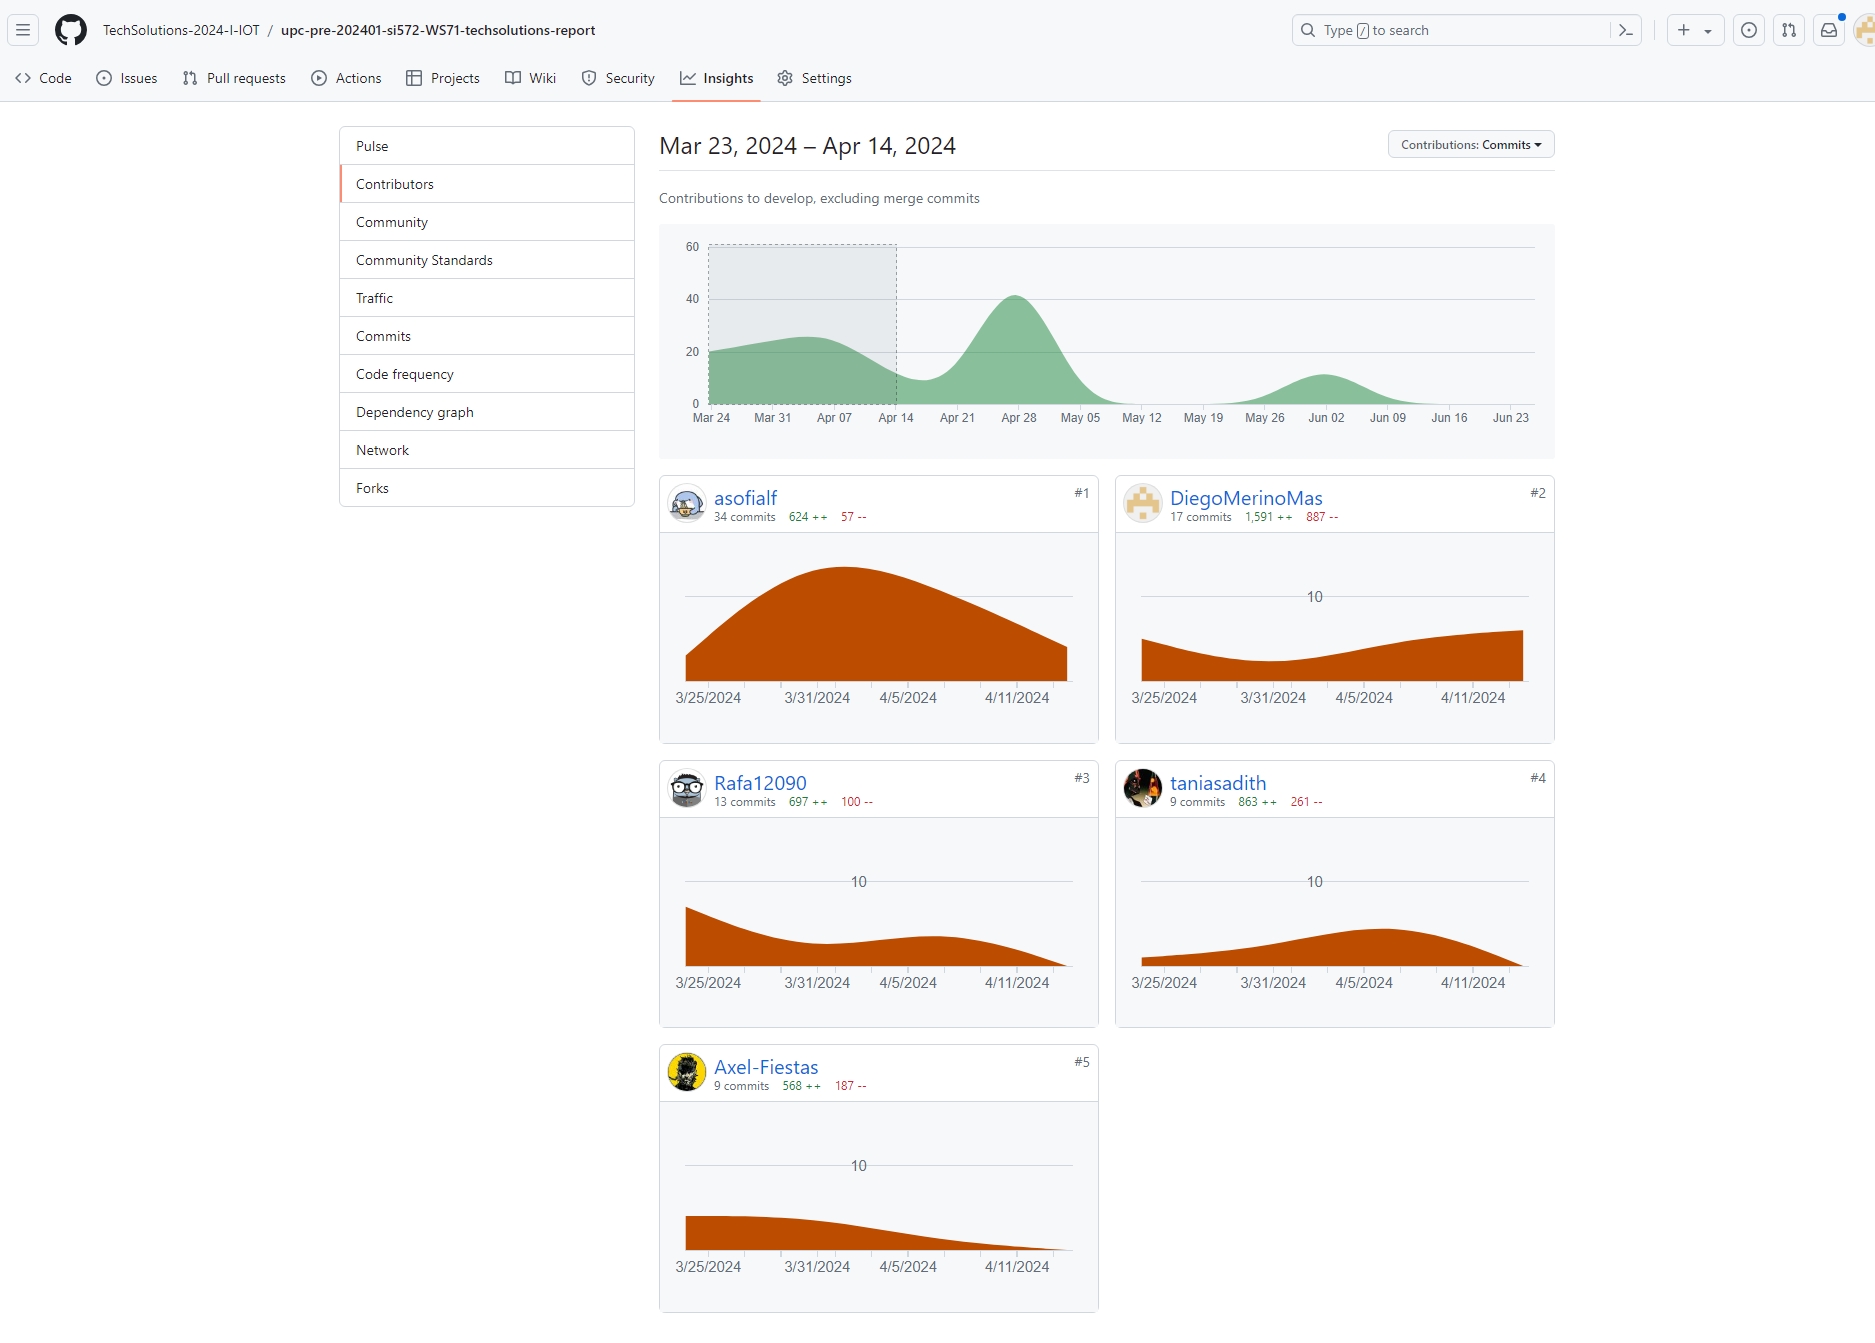 TechSolutions-2024-I-IOT / upc-pre-202401-si572-WS71-techsolutions-report
Type / to search
Code Issues Pull requests Actions Projects Wiki Security Insights Settings
Pulse
Contributors
Community
Community Standards
Traffic
Commits
Code frequency
Dependency graph
Network
Forks
Mar 23, 2024 – Apr 14, 2024
Contributions: Commits
Contributions to develop, excluding merge commits
60
40
20
0
Mar 24 Mar 31 Apr 07 Apr 14 Apr 21 Apr 28 May 05 May 12 May 19 May 26 Jun 02 Jun 09 Jun 16 Jun 23
asofialf #1
34 commits 624 ++ 57 --
3/25/2024 3/31/2024 4/5/2024 4/11/2024
DiegoMerinoMas #2
17 commits 1,591 ++ 887 --
10
3/25/2024 3/31/2024 4/5/2024 4/11/2024
Rafa12090 #3
13 commits 697 ++ 100 --
10
3/25/2024 3/31/2024 4/5/2024 4/11/2024
taniasadith #4
9 commits 863 ++ 261 --
10
3/25/2024 3/31/2024 4/5/2024 4/11/2024
Axel-Fiestas #5
9 commits 568 ++ 187 --
10
3/25/2024 3/31/2024 4/5/2024 4/11/2024